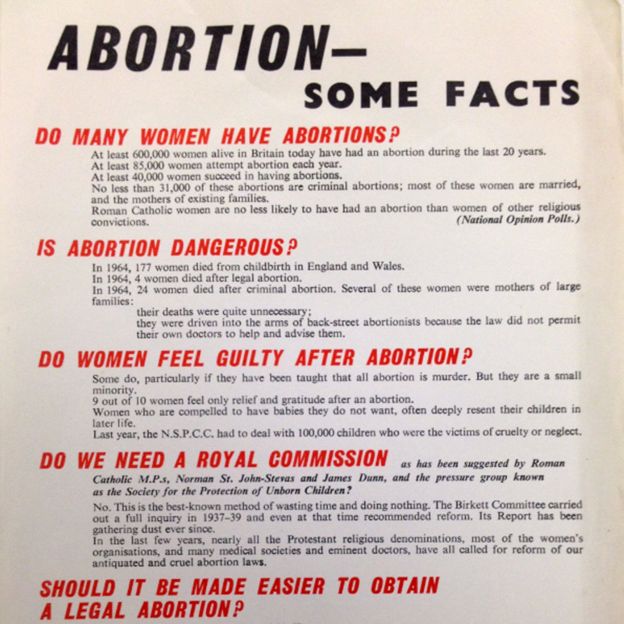 ABORTION—
SOME FACTS
DO MANY WOMEN HAVE ABORTIONS?
At least 600,000 women alive in Britain today have had an abortion during the last 20 years.
At least 85,000 women attempt abortion each year.
At least 40,000 women succeed in having abortions.
No less than 31,000 of these abortions are criminal abortions; most of these women are married,
and the mothers of existing families.
Roman Catholic women are no less likely to have had an abortion than women of other religious
convictions. (National Opinion Polls.)
IS ABORTION DANGEROUS?
In 1964, 177 women died from childbirth in England and Wales.
In 1964, 4 women died after legal abortion.
In 1964, 24 women died after criminal abortion. Several of these women were mothers of large
families:
their deaths were quite unnecessary;
they were driven into the arms of back-street abortionists because the law did not permit
their own doctors to help and advise them.
DO WOMEN FEEL GUILTY AFTER ABORTION?
Some do, particularly if they have been taught that all abortion is murder. But they are a small
minority.
9 out of 10 women feel only relief and gratitude after an abortion.
Women who are compelled to have babies they do not want, often deeply resent their children in
later life.
Last year, the N.S.P.C.C. had to deal with 100,000 children who were the victims of cruelty or neglect.
DO WE NEED A ROYAL COMMISSION as has been suggested by Roman
Catholic M.P.s, Norman St. John-Stevas and James Dunn, and the pressure group known
as the Society for the Protection of Unborn Children?
No. This is the best-known method of wasting time and doing nothing. The Birkett Committee carried
out a full inquiry in 1937-39 and even at that time recommended reform. Its Report has been
gathering dust ever since.
In the last few years, nearly all the Protestant religious denominations, most of the women's
organisations, and many medical societies and eminent doctors, have all called for reform of our
antiquated and cruel abortion laws.
SHOULD IT BE MADE EASIER TO OBTAIN
A LEGAL ABORTION?